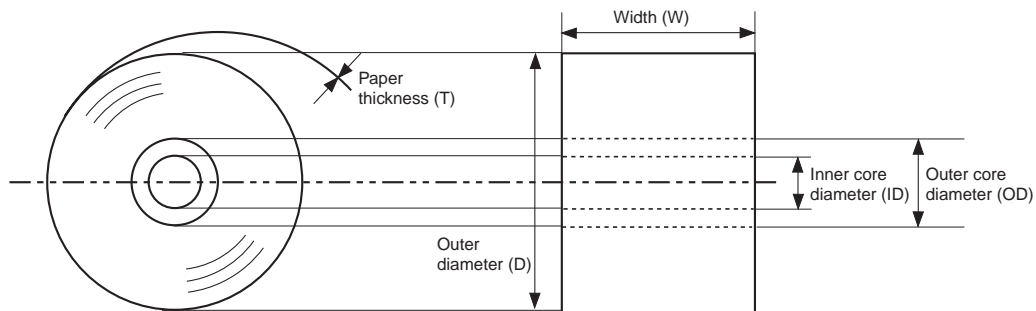 Width (W)
Paper
thickness (T)
Inner core
diameter (ID)
Outer core
diameter (OD)
Outer
diameter (D)